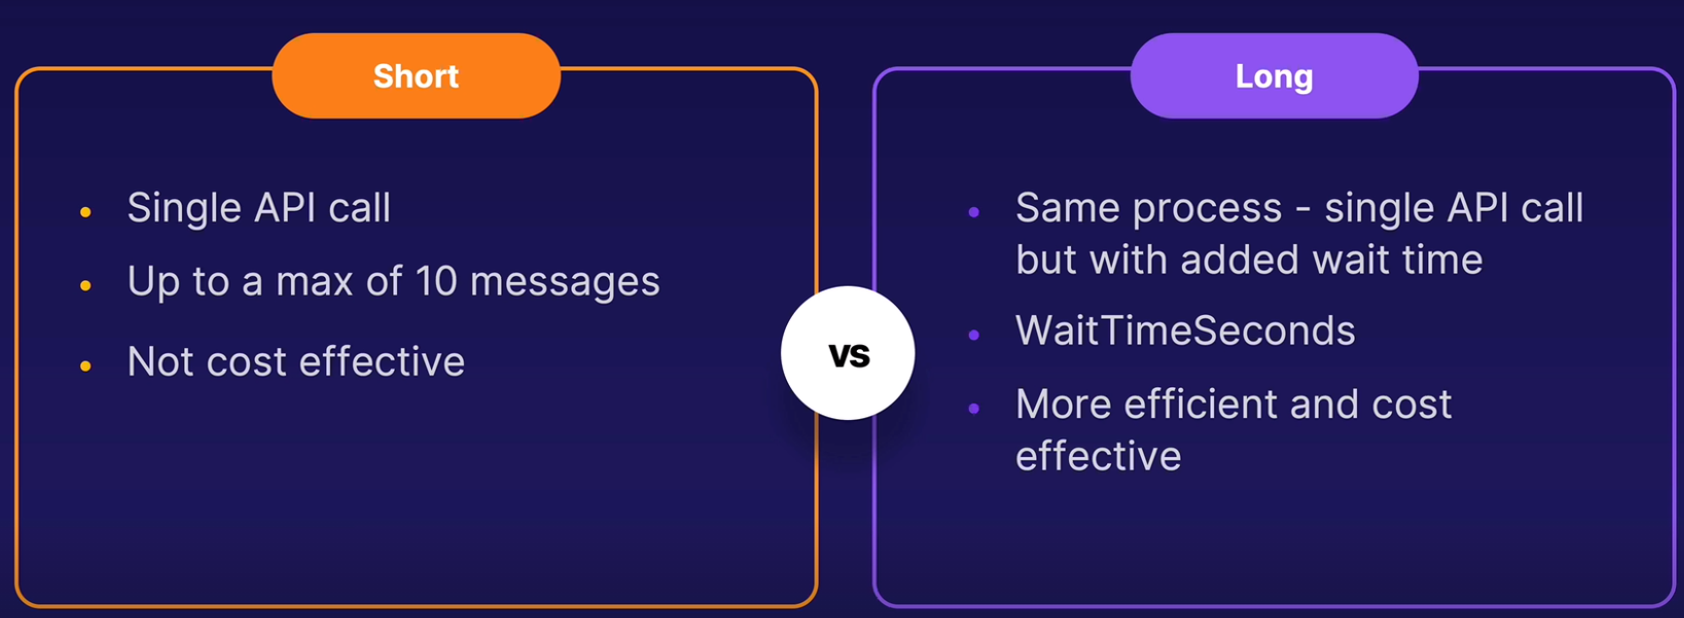 Short
Single API call
Up to a max of 10 messages
Not cost effective
vs
Long
Same process - single API call
but with added wait time
WaitTimeSeconds
More efficient and cost
effective